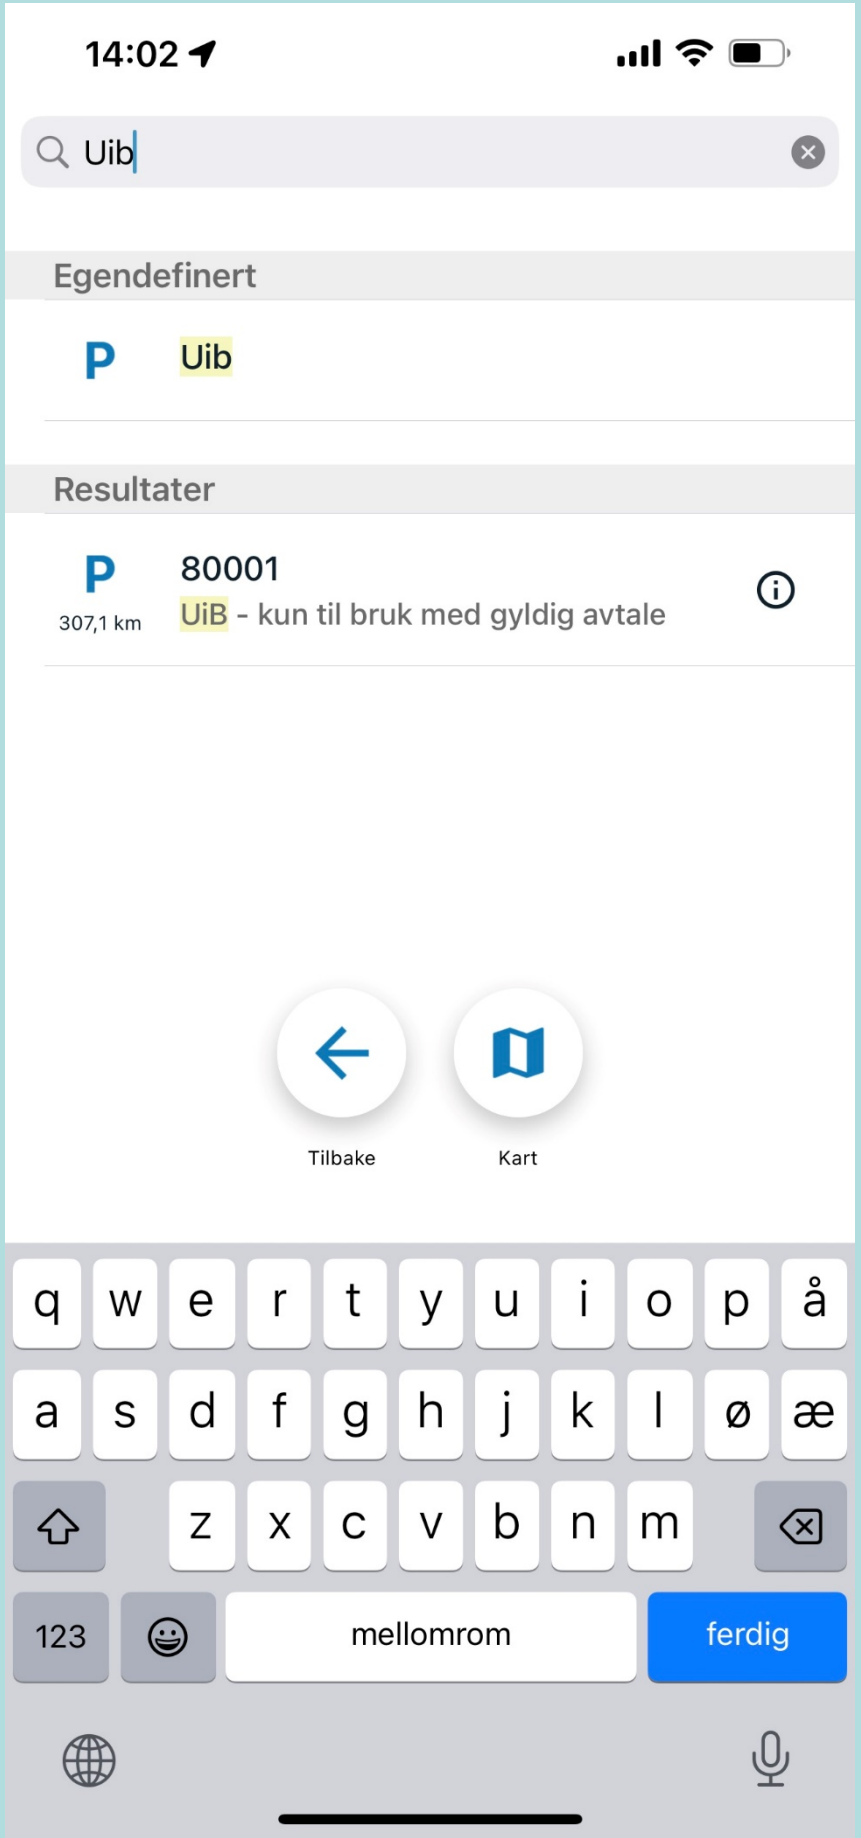 14:02
Uib
Egendefinert
P Uib
Resultater
P 80001
307,1 km UiB - kun til bruk med gyldig avtale
Tilbake Kart
q w e r t y u i o p å
a s d f g h j k l ø æ
z x c v b n m
123 mellomrom ferdig